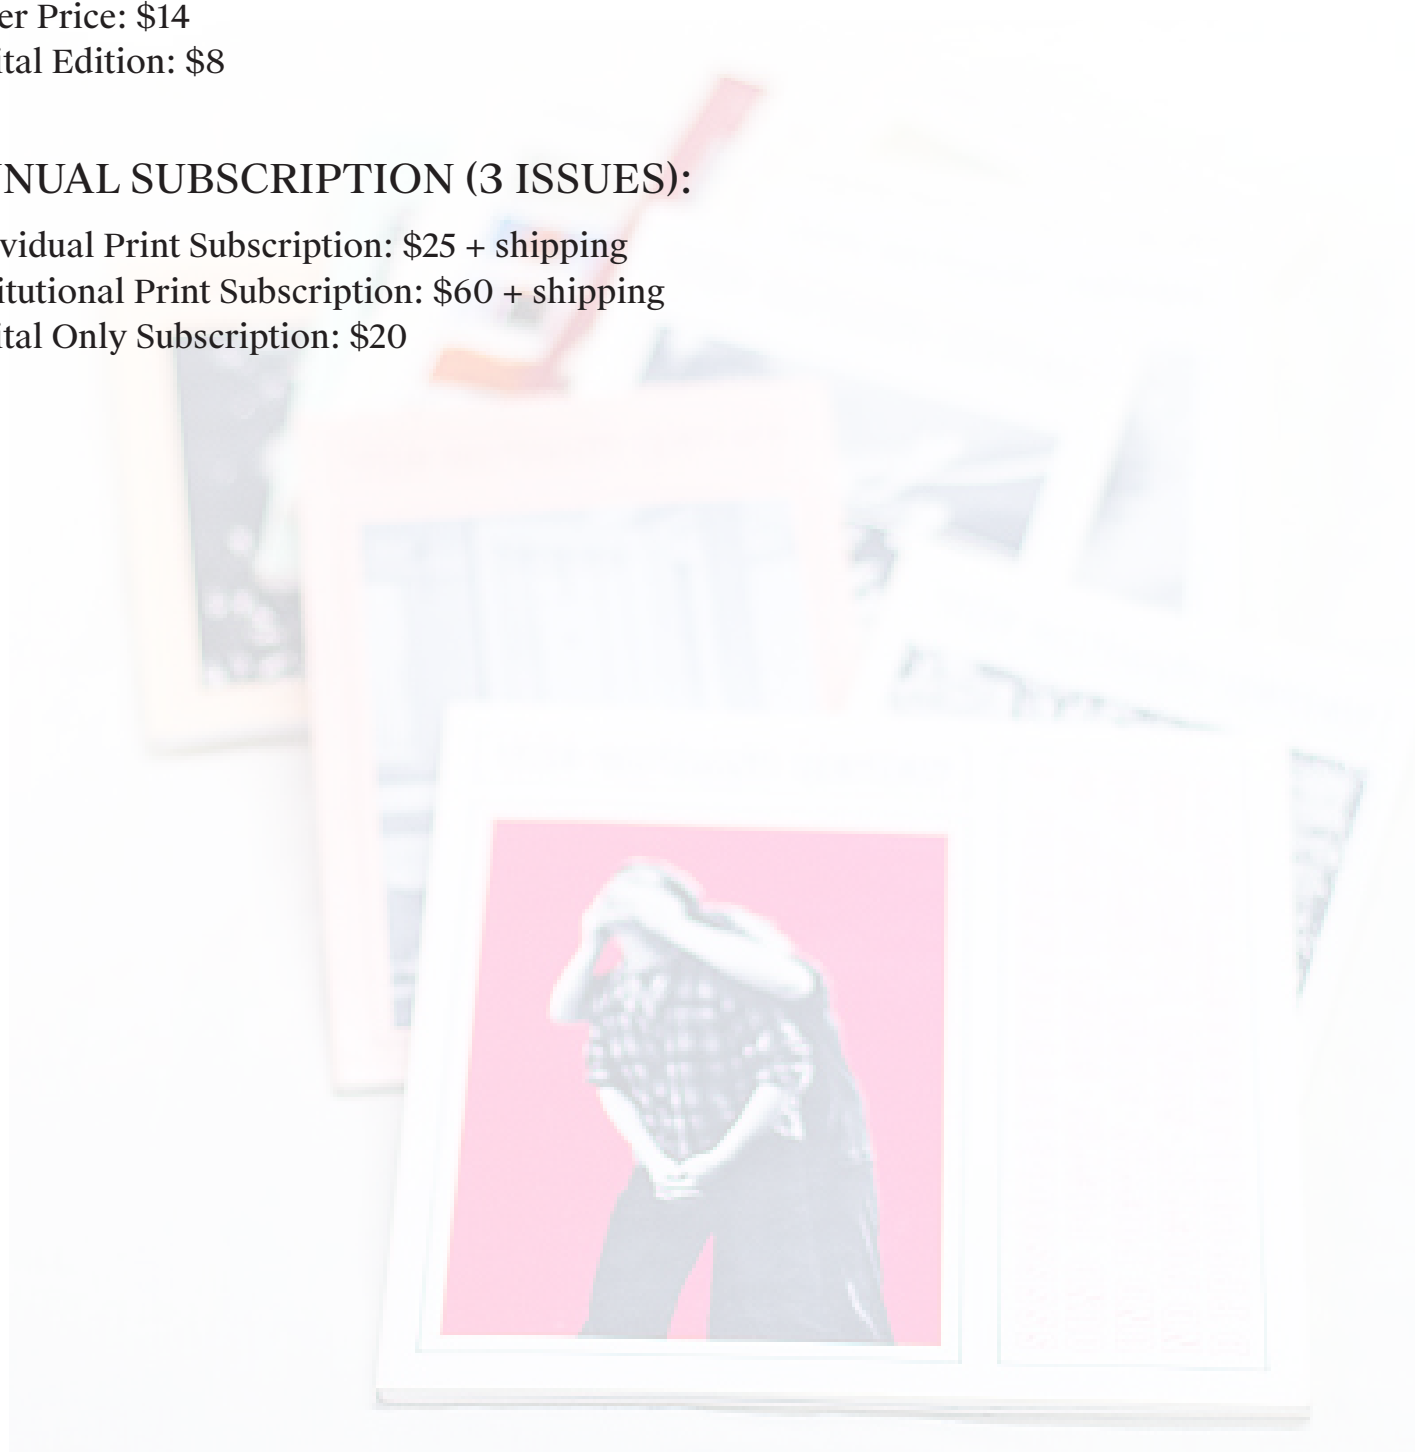 er Price: $14
ital Edition: $8
NUAL SUBSCRIPTION (3 ISSUES):
vidual Print Subscription: $25 + shipping
itutional Print Subscription: $60 + shipping
ital Only Subscription: $20